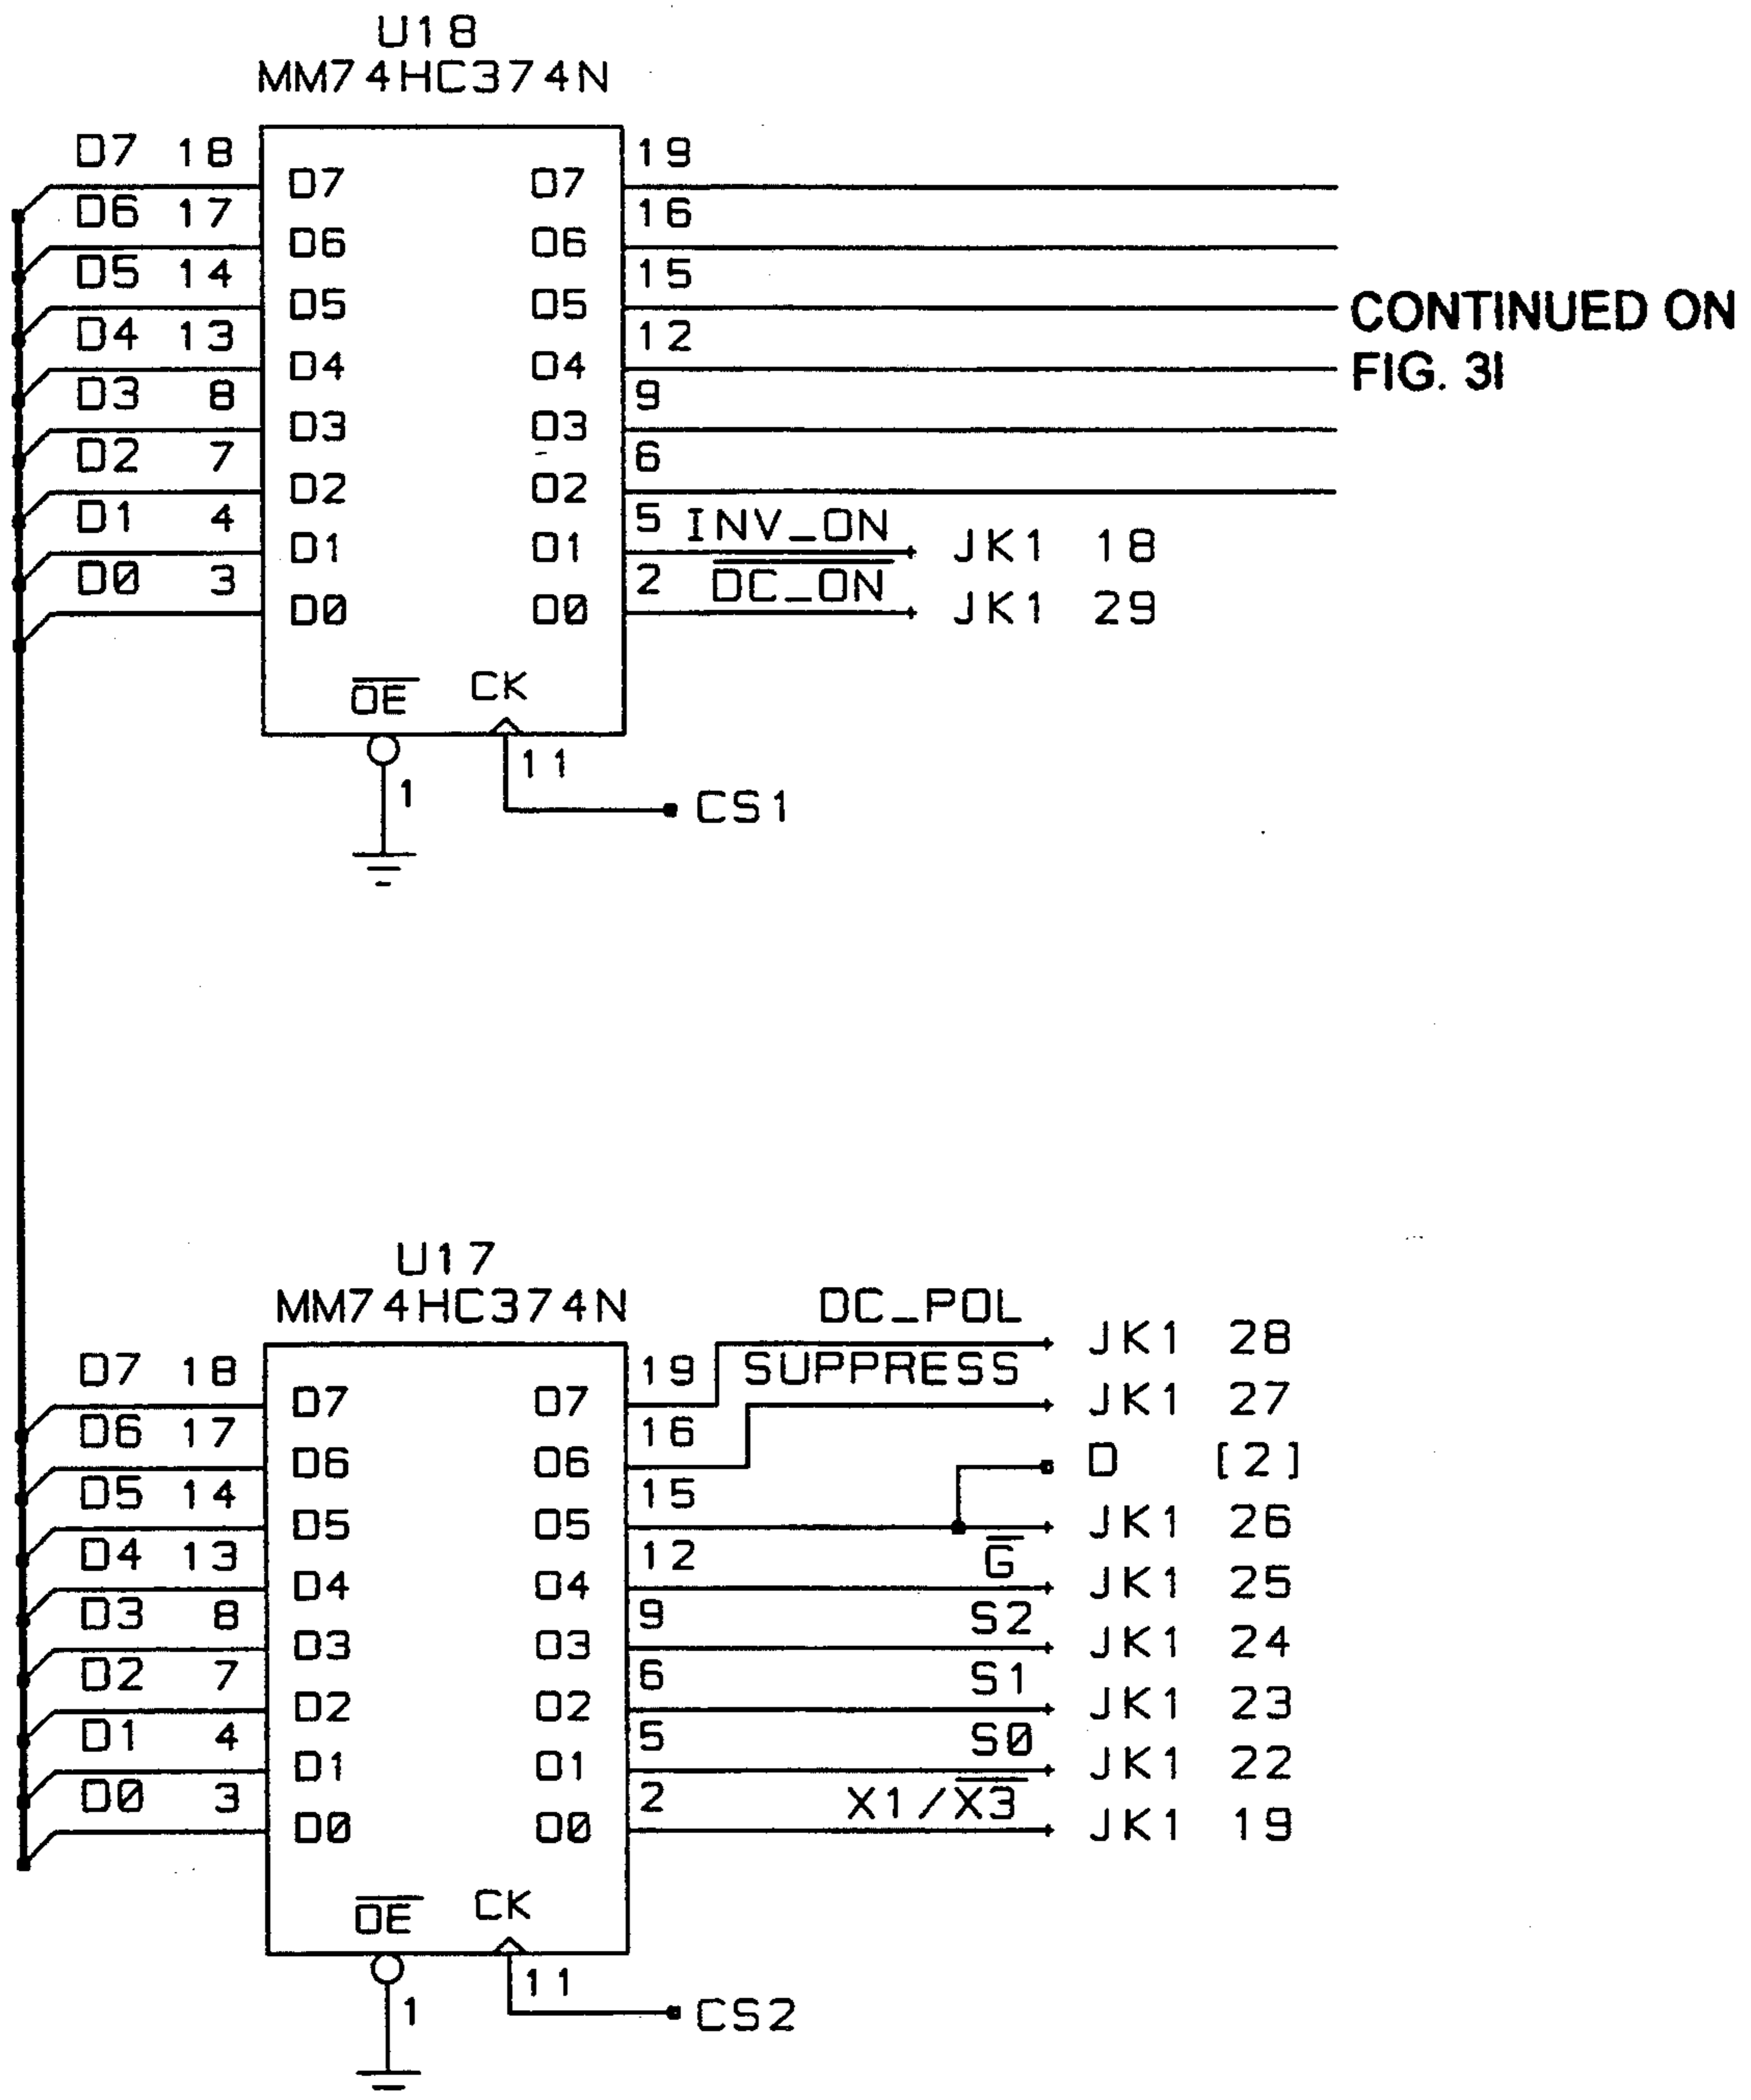 U18
MM74HC374N
D7 18 D7 O7 19
D6 17 D6 O6 16
D5 14 D5 O5 15
CONTINUED ON
FIG. 3I
D4 13 D4 O4 12
D3 8 D3 O3 9
D2 7 D2 O2 6
D1 4 D1 O1 5 INV_ON JK1 18
D0 3 D0 O0 2 DC_ON JK1 29
OE CK
1 11
CS1
U17
MM74HC374N
D7 18 D7 O7 19 DC_POL JK1 28
D6 17 D6 O6 16 SUPPRESS JK1 27
D [2]
D5 14 D5 O5 15 JK1 26
D4 13 D4 O4 12 G JK1 25
D3 8 D3 O3 9 S2 JK1 24
D2 7 D2 O2 6 S1 JK1 23
D1 4 D1 O1 5 S0 JK1 22
D0 3 D0 O0 2 X1/X3 JK1 19
OE CK
1 11
CS2